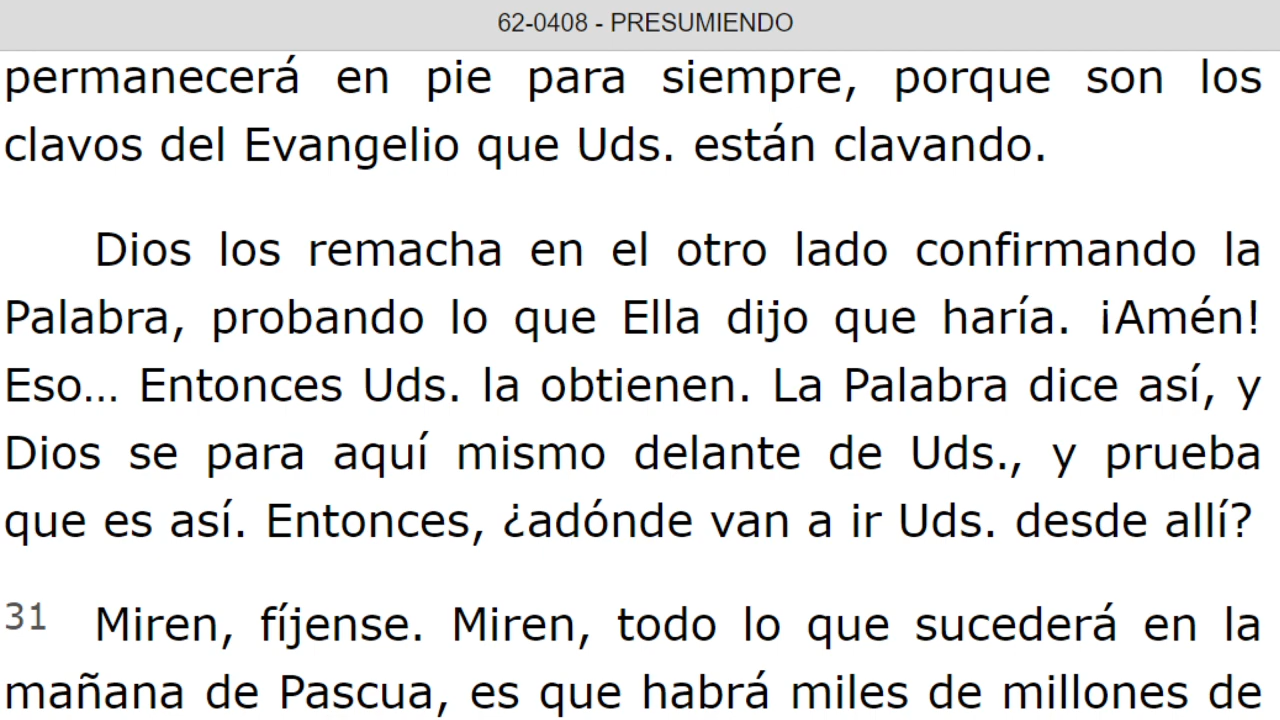 62-0408 - PRESUMIENDO
permanecerá en pie para siempre, porque son los
clavos del Evangelio que Uds. están clavando.
Dios los remacha en el otro lado confirmando la
Palabra, probando lo que Ella dijo que haría. ¡Amén!
Eso… Entonces Uds. la obtienen. La Palabra dice así, y
Dios se para aquí mismo delante de Uds., y prueba
que es así. Entonces, ¿adónde van a ir Uds. desde allí?
31 Miren, fíjense. Miren, todo lo que sucederá en la
mañana de Pascua, es que habrá miles de millones de